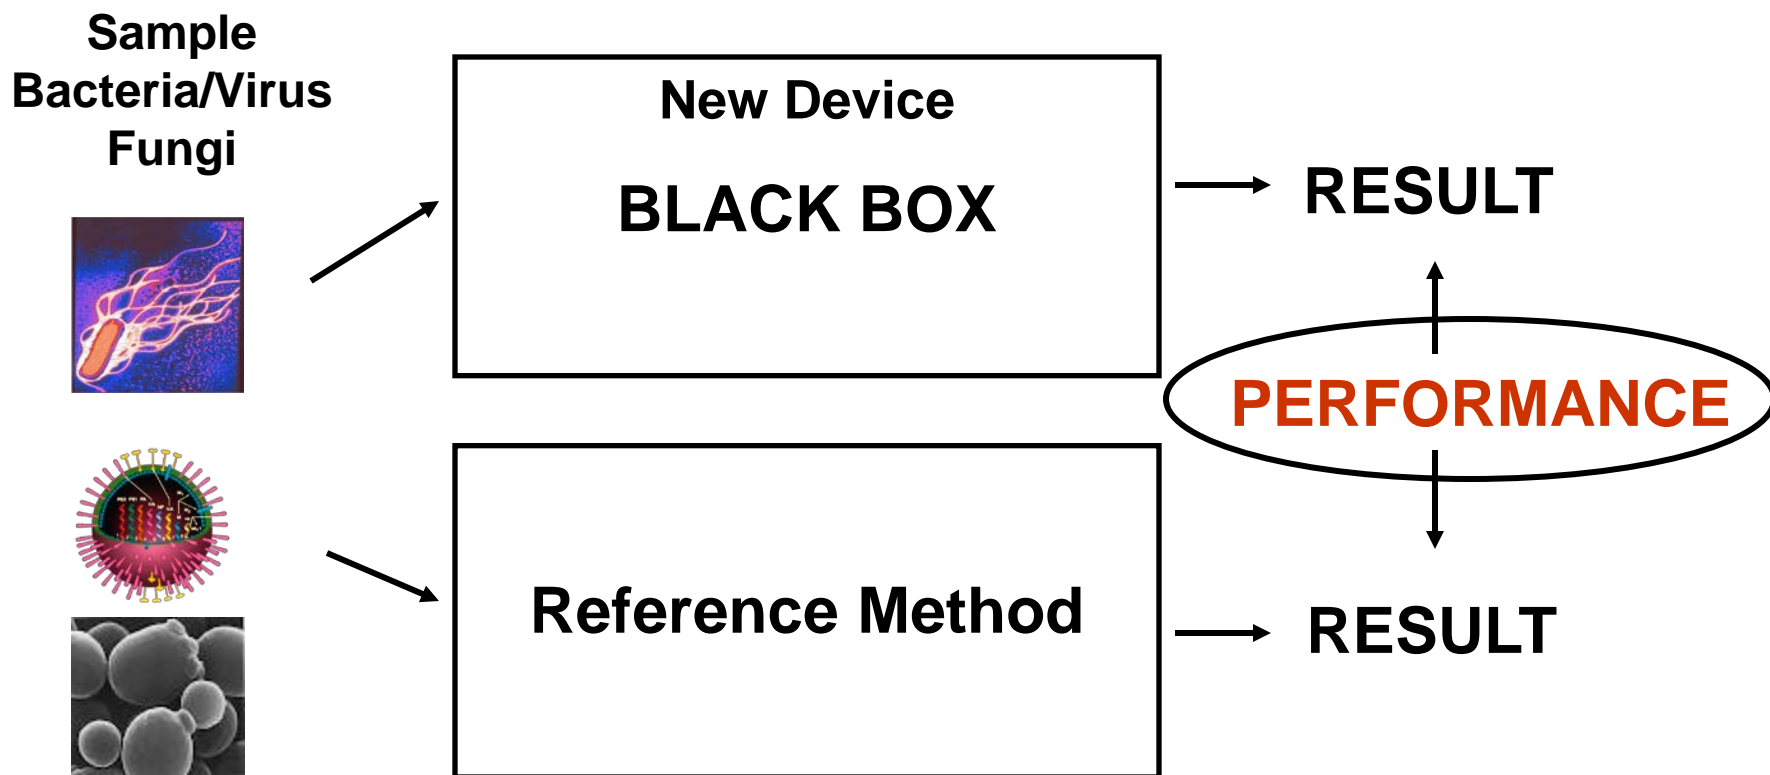 Sample
Bacteria/Virus
Fungi
New Device
BLACK BOX
RESULT
PERFORMANCE
Reference Method
RESULT